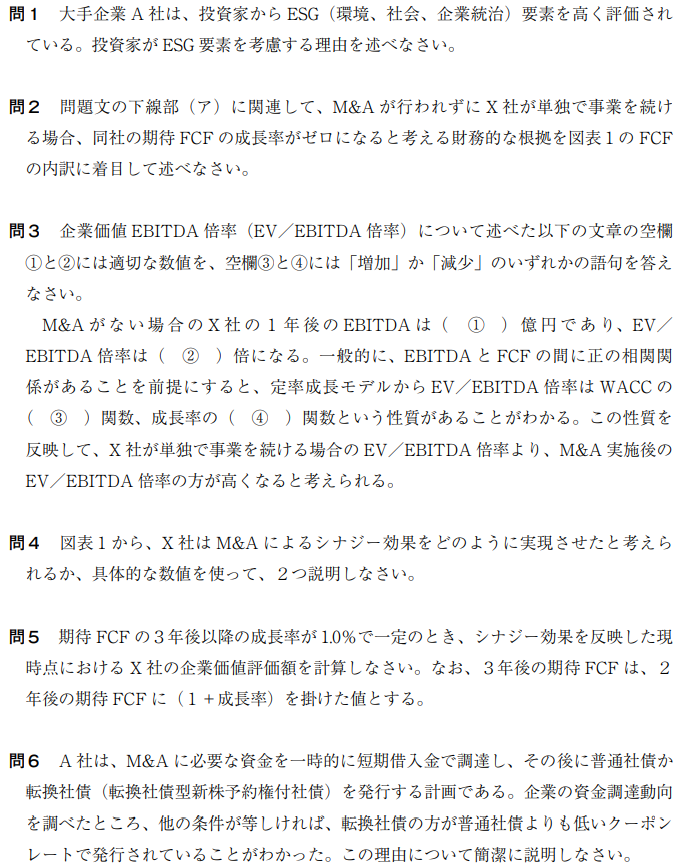 問1　大手企業A社は、投資家からESG（環境、社会、企業統治）要素を高く評価され
ている。投資家がESG要素を考慮する理由を述べなさい。
問2　問題文の下線部（ア）に関連して、M&Aが行われずにX社が単独で事業を続け
る場合、同社の期待FCFの成長率がゼロになると考える財務的な根拠を図表1のFCF
の内訳に着目して述べなさい。
問3　企業価値EBITDA倍率（EV／EBITDA倍率）について述べた以下の文章の空欄
①と②には適切な数値を、空欄③と④には「増加」か「減少」のいずれかの語句を答え
なさい。
M&Aがない場合のX社の1年後のEBITDAは（　①　）億円であり、EV／
EBITDA倍率は（　②　）倍になる。一般的に、EBITDAとFCFの間に正の相関関
係があることを前提にすると、定率成長モデルからEV／EBITDA倍率はWACCの
（　③　）関数、成長率の（　④　）関数という性質があることがわかる。この性質を
反映して、X社が単独で事業を続ける場合のEV／EBITDA倍率より、M&A実施後の
EV／EBITDA倍率の方が高くなると考えられる。
問4　図表1から、X社はM&Aによるシナジー効果をどのように実現させたと考えら
れるか、具体的な数値を使って、2つ説明しなさい。
問5　期待FCFの3年後以降の成長率が1.0％で一定のとき、シナジー効果を反映した現
時点におけるX社の企業価値評価額を計算しなさい。なお、3年後の期待FCFは、2
年後の期待FCFに（1＋成長率）を掛けた値とする。
問6　A社は、M&Aに必要な資金を一時的に短期借入金で調達し、その後に普通社債か
転換社債（転換社債型新株予約権付社債）を発行する計画である。企業の資金調達動向
を調べたところ、他の条件が等しければ、転換社債の方が普通社債よりも低いクーポン
レートで発行されていることがわかった。この理由について簡潔に説明しなさい。